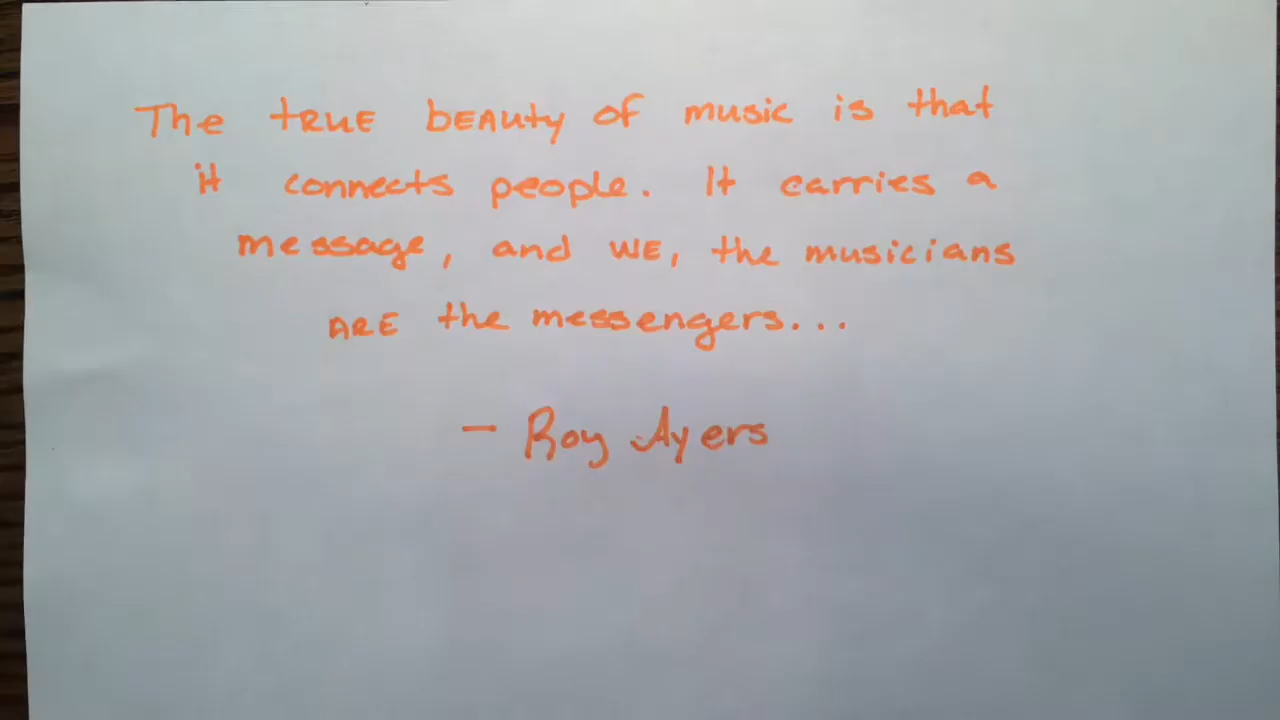 The tRUE bEAuty of music is that
it connects people. It carries a
message, and WE, the musicians
ARE the messengers...
- Roy Ayers